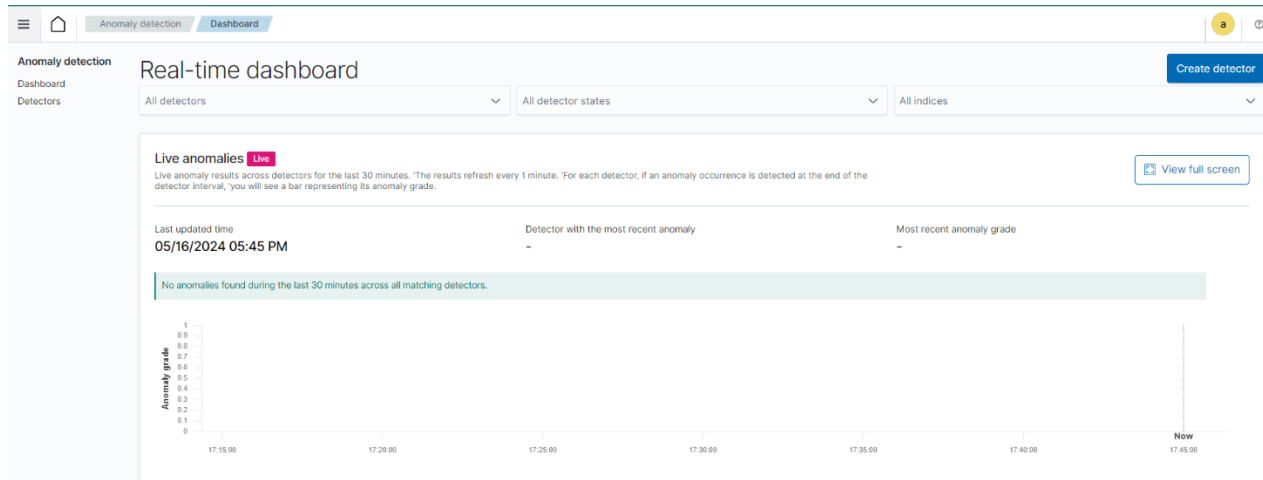 Anomaly detection Dashboard a
Anomaly detection
Dashboard
Detectors
Real-time dashboard
Create detector
All detectors All detector states All indices
Live anomalies Live
Live anomaly results across detectors for the last 30 minutes. 'The results refresh every 1 minute. 'For each detector, if an anomaly occurrence is detected at the end of the
detector interval, 'you will see a bar representing its anomaly grade.
View full screen
Last updated time Detector with the most recent anomaly Most recent anomaly grade
05/16/2024 05:45 PM - -
No anomalies found during the last 30 minutes across all matching detectors.
Anomaly grade
1
0.9
0.8
0.7
0.6
0.5
0.4
0.3
0.2
0.1
0
Now
17:15:00 17:20:00 17:25:00 17:30:00 17:35:00 17:40:00 17:45:00